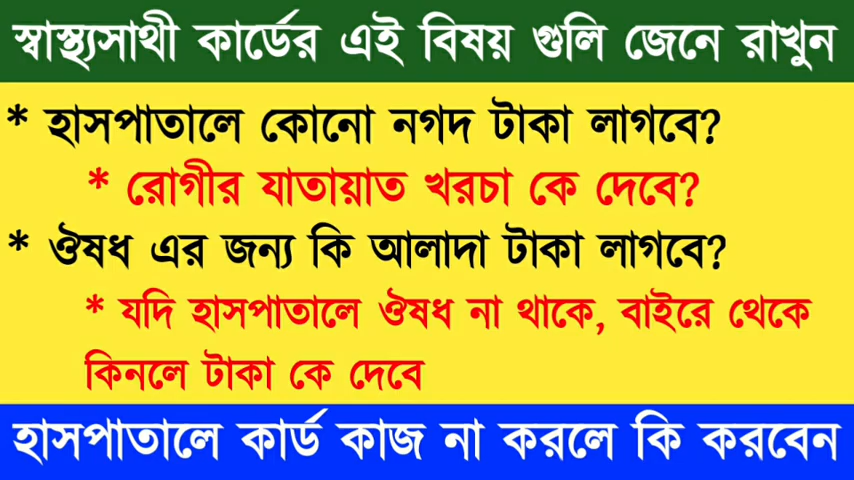 স্বাস্থ্যসাথী কার্ডের এই বিষয় গুলি জেনে রাখুন
* হাসপাতালে কোনো নগদ টাকা লাগবে?
* রোগীর যাতায়াত খরচা কে দেবে?
* ঔষধ এর জন্য কি আলাদা টাকা লাগবে?
* যদি হাসপাতালে ঔষধ না থাকে, বাইরে থেকে
কিনলে টাকা কে দেবে
হাসপাতালে কার্ড কাজ না করলে কি করবেন